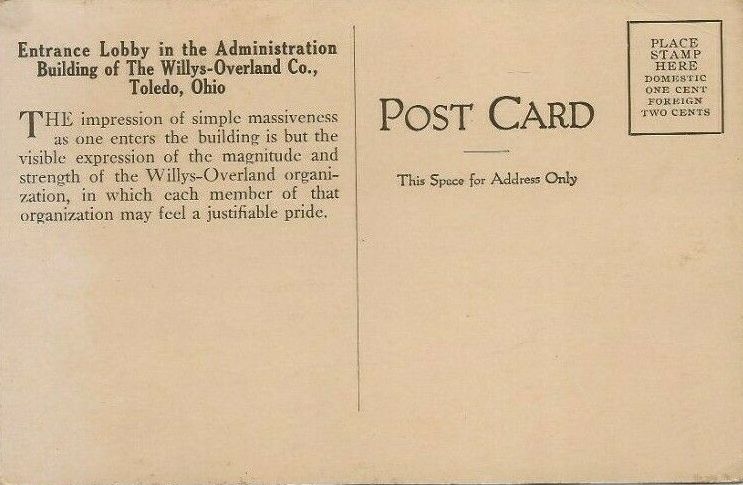 Entrance Lobby in the Administration
Building of The Willys-Overland Co.,
Toledo, Ohio
THE impression of simple massiveness
as one enters the building is but the
visible expression of the magnitude and
strength of the Willys-Overland organi-
zation, in which each member of that
organization may feel a justifiable pride.
POST CARD
This Space for Address Only
PLACE
STAMP
HERE
DOMESTIC
ONE CENT
FOREIGN
TWO CENTS